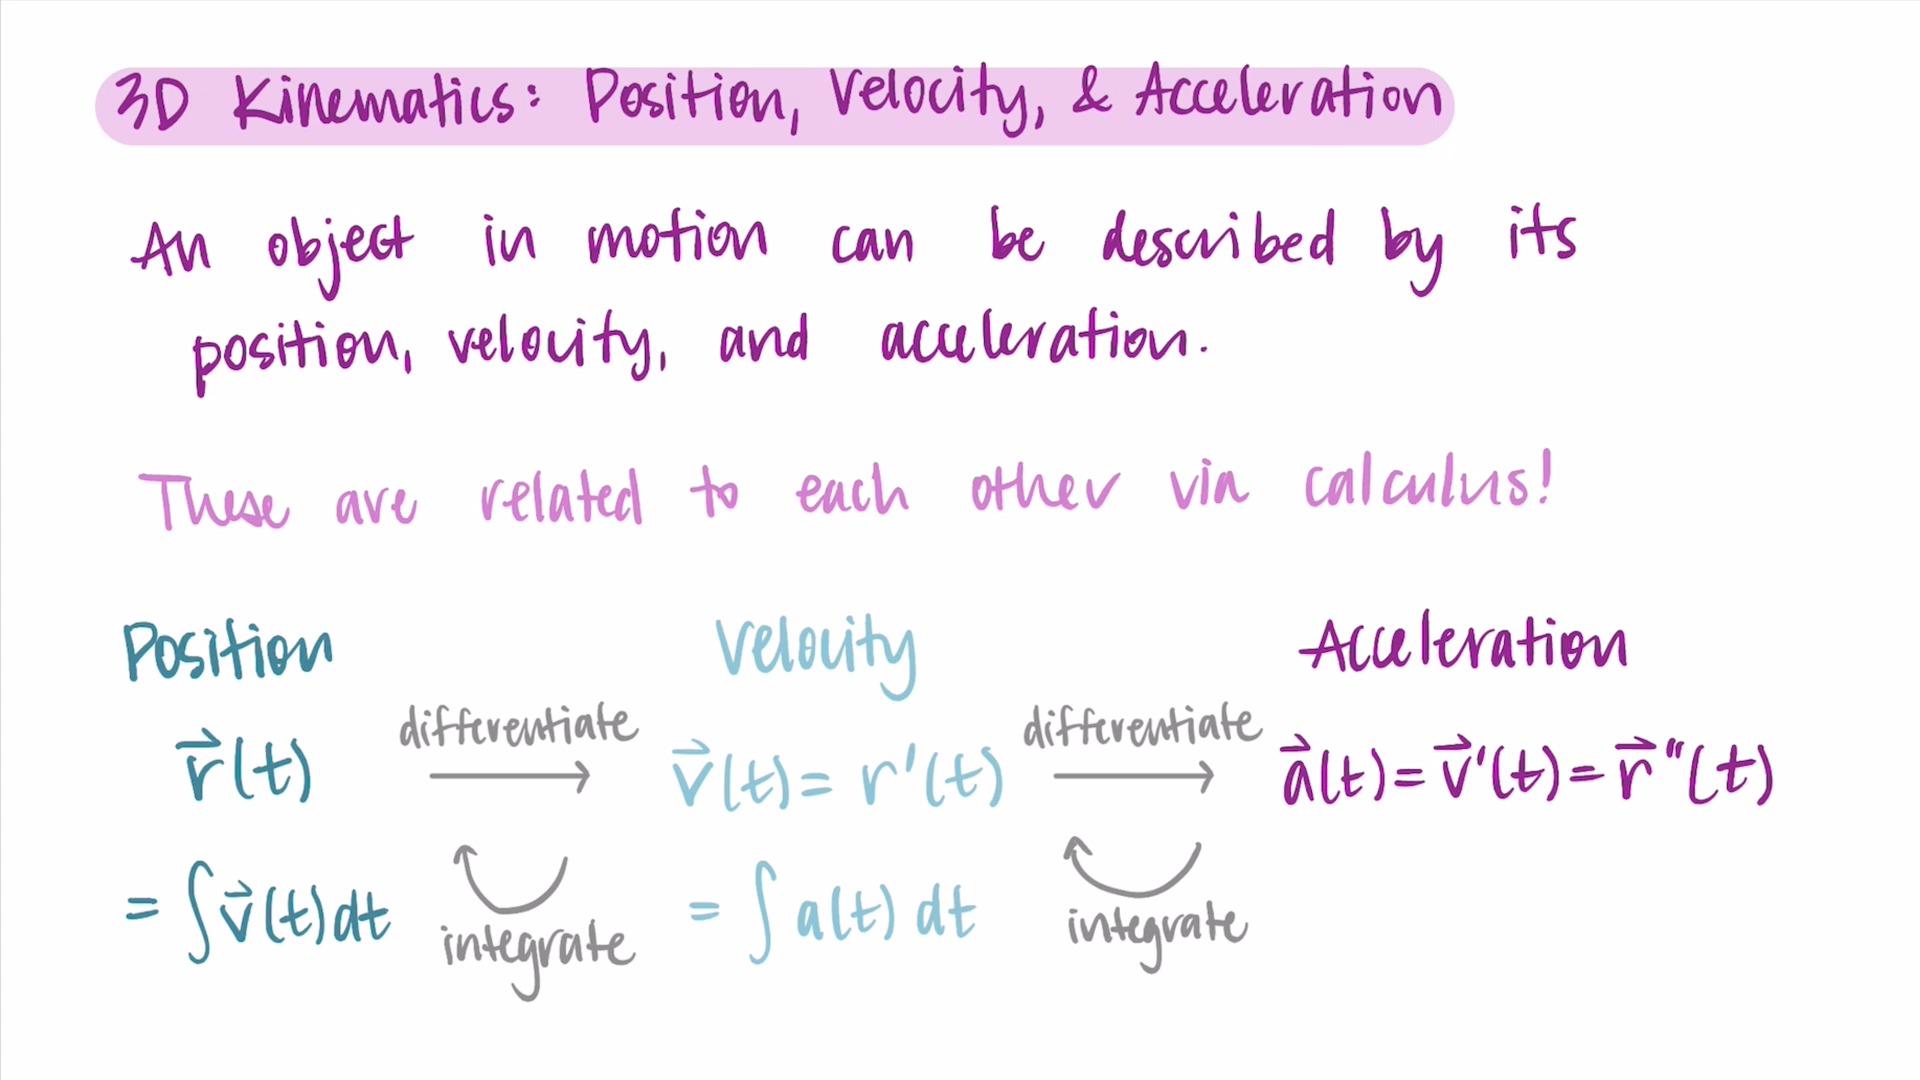 3D Kinematics: Position, Velocity, & Acceleration
An object in motion can be described by its
position, velocity, and acceleration.
These are related to each other via calculus!
Position
Velocity
Acceleration
r⃗(t)
differentiate
v⃗(t) = r'(t)
differentiate
a⃗(t) = v⃗'(t) = r⃗"(t)
= ∫v⃗(t)dt
integrate
= ∫a(t) dt
integrate